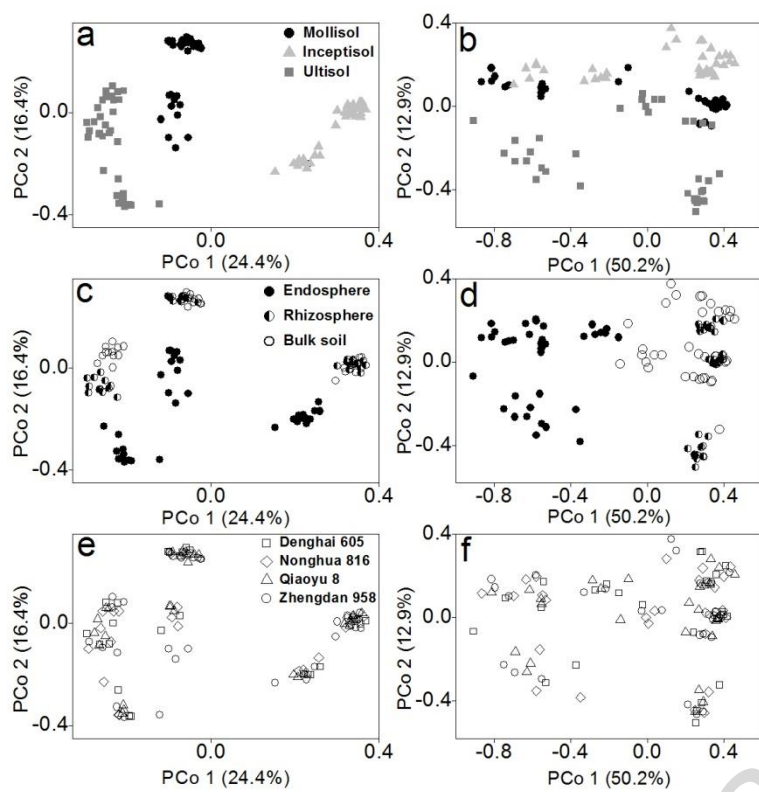 a
Mollisol
Inceptisol
Ultisol
0.0
-0.4
PCo 2 (16.4%)
0.0
0.4
PCo 1 (24.4%)
b
0.4
0.0
-0.4
PCo 2 (12.9%)
-0.8
-0.4
0.0
0.4
PCo 1 (50.2%)
c
Endosphere
Rhizosphere
Bulk soil
0.0
-0.4
PCo 2 (16.4%)
0.0
0.4
PCo 1 (24.4%)
d
0.4
0.0
-0.4
PCo 2 (12.9%)
-0.8
-0.4
0.0
0.4
PCo 1 (50.2%)
e
Denghai 605
Nonghua 816
Qiaoyu 8
Zhengdan 958
0.0
-0.4
PCo 2 (16.4%)
0.0
0.4
PCo 1 (24.4%)
f
0.4
0.0
-0.4
PCo 2 (12.9%)
-0.8
-0.4
0.0
0.4
PCo 1 (50.2%)